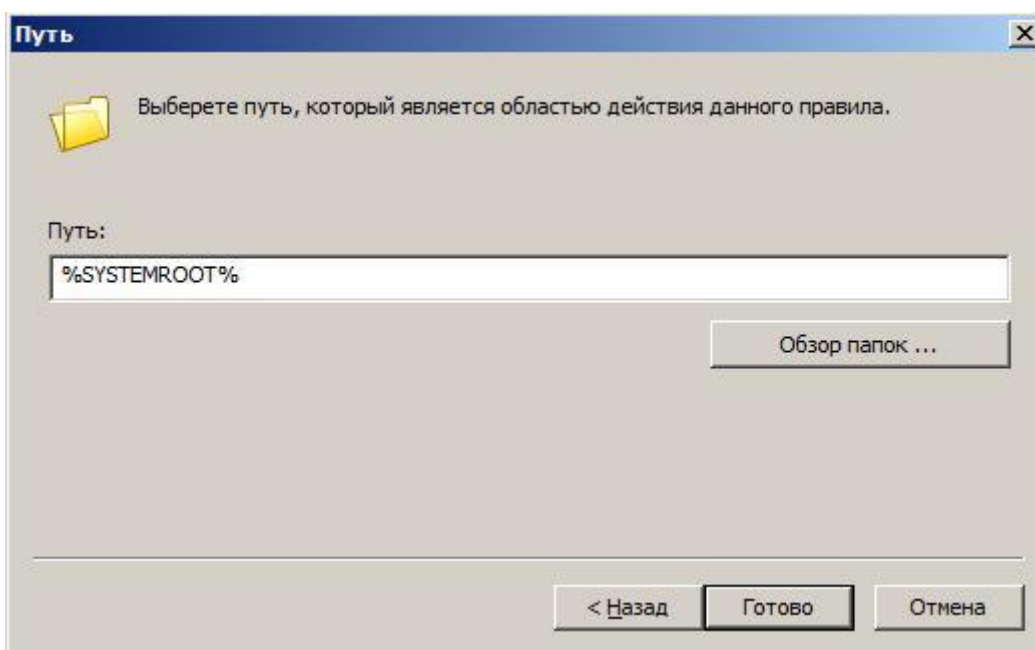 Путь
Выберете путь, который является областью действия данного правила.
Путь:
%SYSTEMROOT%
Обзор папок ...
< Назад Готово Отмена